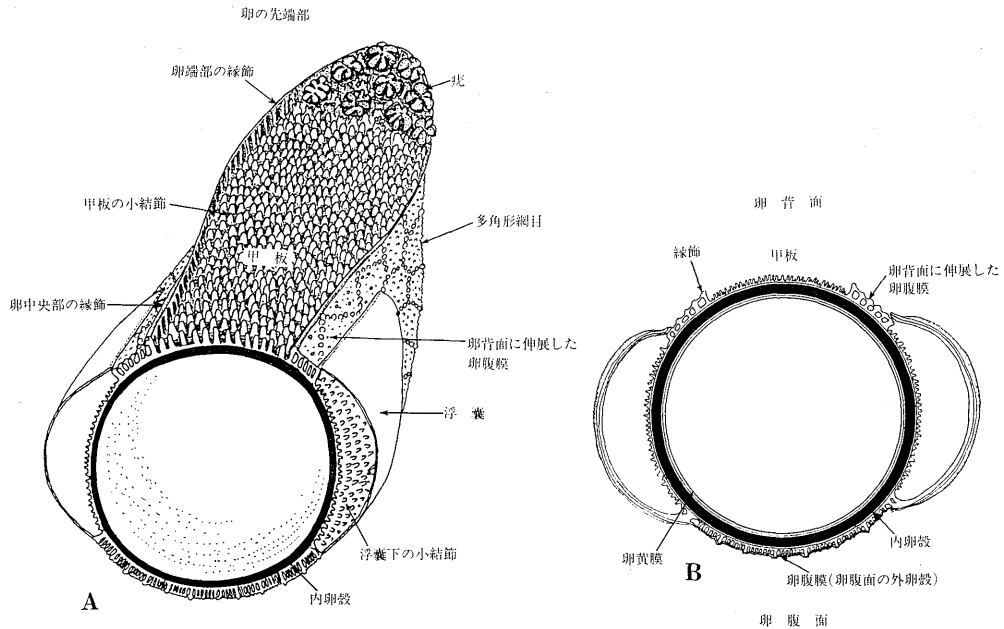 卵の先端部
卵端部の縁飾
疣
甲板の小結節
多角形網目
甲板
卵中央部の縁飾
卵背面に伸展した
卵腹膜
浮嚢
浮嚢下の小結節
内卵殻
A
卵背面
縁飾
甲板
卵背面に伸展した
卵腹膜
内卵殻
卵黄膜
B
卵腹膜(卵腹面の外卵殻)
卵腹面